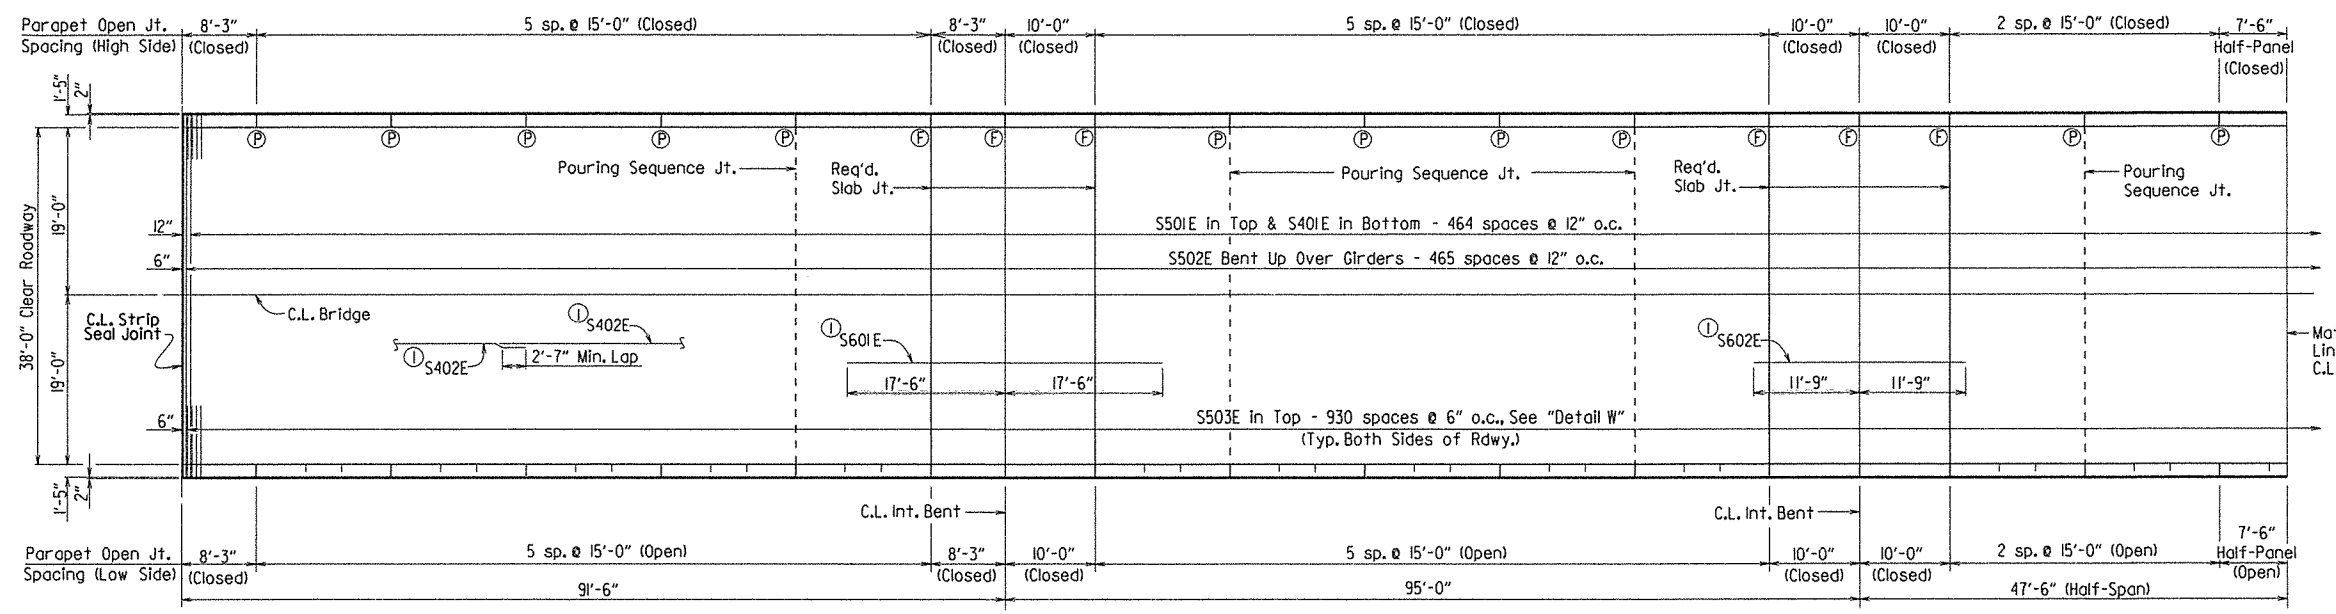 Parapet Open Jt.
Spacing (High Side)
8'-3"
(Closed)
5 sp. @ 15'-0" (Closed)
8'-3"
(Closed)
10'-0"
(Closed)
5 sp. @ 15'-0" (Closed)
10'-0"
(Closed)
10'-0"
(Closed)
2 sp. @ 15'-0" (Closed)
7'-6"
Half-Panel
(Closed)
1'-5"
2"
P P P P P F F F P P P P F F F P P
Pouring Sequence Jt.
Req'd.
Slab Jt.
Pouring Sequence Jt.
Req'd.
Slab Jt.
Pouring
Sequence Jt.
38'-0" Clear Roadway
19'-0"
19'-0"
12"
S501E in Top & S401E in Bottom - 464 spaces @ 12" o.c.
6"
S502E Bent Up Over Girders - 465 spaces @ 12" o.c.
C.L. Bridge
C.L. Strip
Seal Joint
1 S402E
1 S402E
2'-7" Min. Lap
1 S601E
17'-6"
17'-6"
1 S602E
11'-9"
11'-9"
Ma
Lin
C.L
6"
S503E in Top - 930 spaces @ 6" o.c., See "Detail W"
(Typ. Both Sides of Rdwy.)
1'-5"
2"
C.L. Int. Bent
C.L. Int. Bent
Parapet Open Jt.
Spacing (Low Side)
8'-3"
(Closed)
5 sp. @ 15'-0" (Open)
8'-3"
(Closed)
10'-0"
(Closed)
5 sp. @ 15'-0" (Open)
10'-0"
(Closed)
10'-0"
(Closed)
2 sp. @ 15'-0" (Open)
7'-6"
Half-Panel
(Open)
91'-6"
95'-0"
47'-6" (Half-Span)